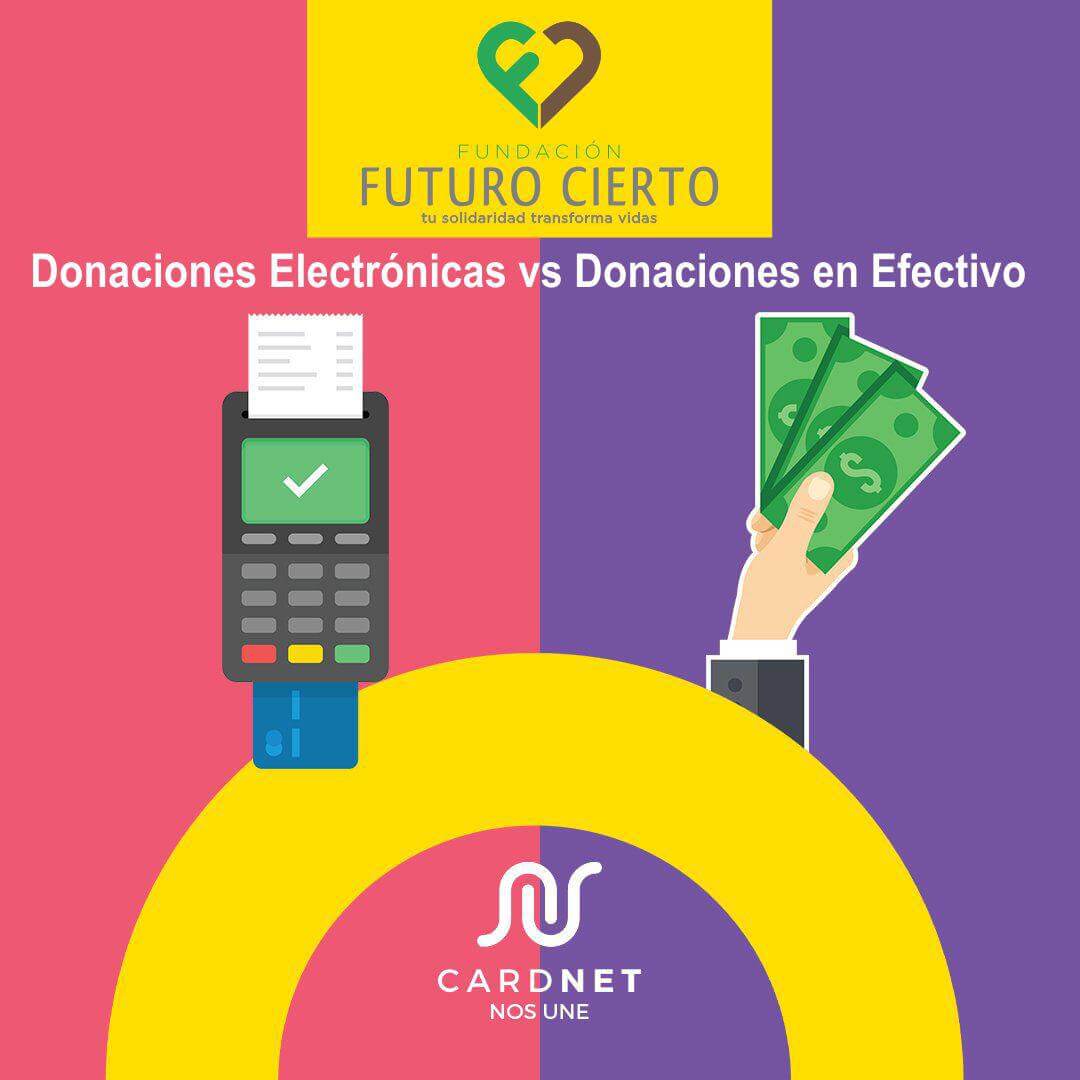 FUNDACIÓN
FUTURO CIERTO
tu solidaridad transforma vidas
Donaciones Electrónicas vs Donaciones en Efectivo
CARDNET
NOS UNE